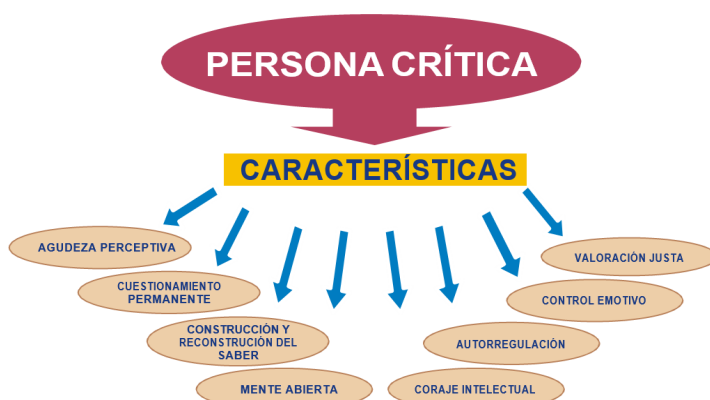 PERSONA CRÍTICA
CARACTERÍSTICAS
AGUDEZA PERCEPTIVA
CUESTIONAMIENTO
PERMANENTE
CONSTRUCCIÓN Y
RECONSTRUCIÓN DEL
SABER
MENTE ABIERTA
CORAJE INTELECTUAL
AUTORREGULACIÓN
CONTROL EMOTIVO
VALORACIÓN JUSTA